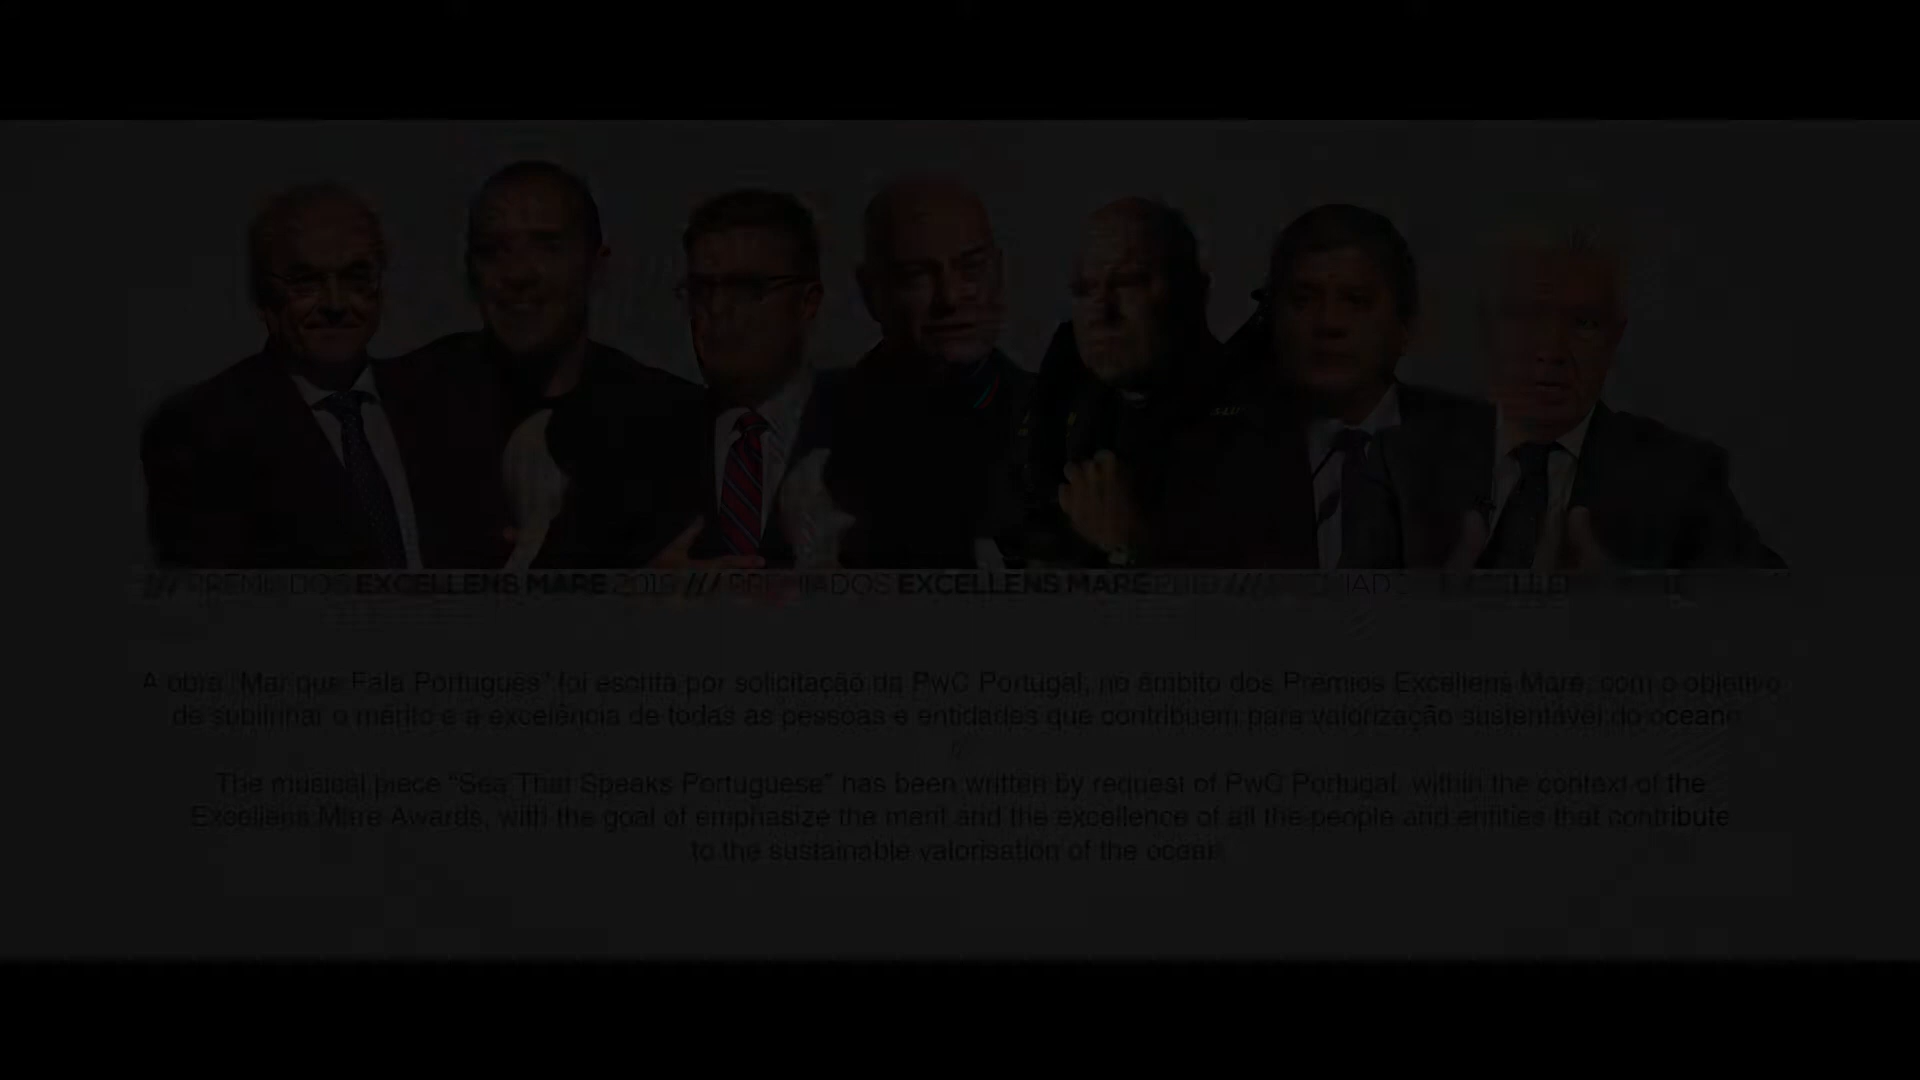 /// PREMIADOS EXCELLENS MARE 2016 /// PREMIADOS EXCELLENS MARE
A obra "Mar que Fala Português" foi escrita por solicitação da PwC Portugal, no âmbito dos Prémios Excellens Mare, com o objetivo
de sublinhar o mérito e a excelência de todas as pessoas e entidades que contribuem para valorização sustentável do oceano
//
The musical piece “Sea That Speaks Portuguese” has been written by request of PwC Portugal, within the context of the
Excellens Mare Awards, with the goal of emphasize the merit and the excellence of all the people and entities that contribute
to the sustainable valorisation of the ocean.